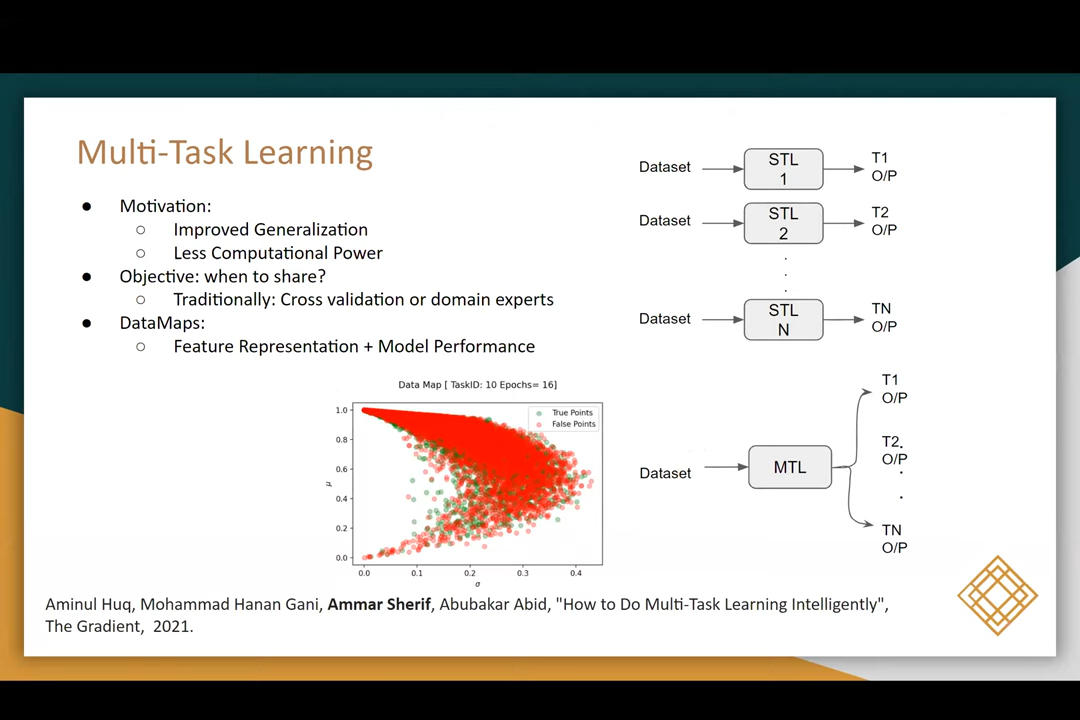 Multi-Task Learning
● Motivation:
○ Improved Generalization
○ Less Computational Power
● Objective: when to share?
○ Traditionally: Cross validation or domain experts
● DataMaps:
○ Feature Representation + Model Performance
Data Map [ TaskID: 10 Epochs= 16]
True Points
False Points
1.0
0.8
0.6
0.4
0.2
0.0
μ
0.0 0.1 0.2 0.3 0.4
σ
Dataset
STL
1
T1
O/P
Dataset
STL
2
T2
O/P
.
.
.
Dataset
STL
N
TN
O/P
Dataset
MTL
T1
O/P
T2
O/P
.
.
.
TN
O/P
Aminul Huq, Mohammad Hanan Gani, Ammar Sherif, Abubakar Abid, "How to Do Multi-Task Learning Intelligently",
The Gradient, 2021.